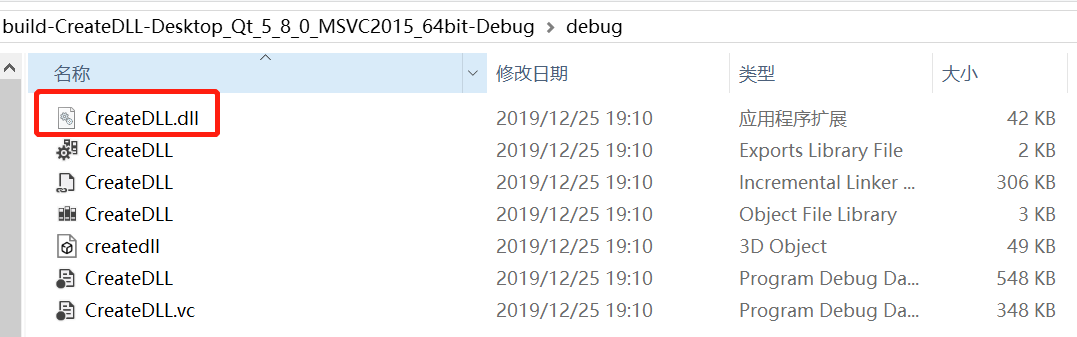 build-CreateDLL-Desktop_Qt_5_8_0_MSVC2015_64bit-Debug > debug
名称 修改日期 类型 大小
CreateDLL.dll 2019/12/25 19:10 应用程序扩展 42 KB
CreateDLL 2019/12/25 19:10 Exports Library File 2 KB
CreateDLL 2019/12/25 19:10 Incremental Linker ... 306 KB
CreateDLL 2019/12/25 19:10 Object File Library 3 KB
createdll 2019/12/25 19:10 3D Object 49 KB
CreateDLL 2019/12/25 19:10 Program Debug Da... 548 KB
CreateDLL.vc 2019/12/25 19:10 Program Debug Da... 348 KB